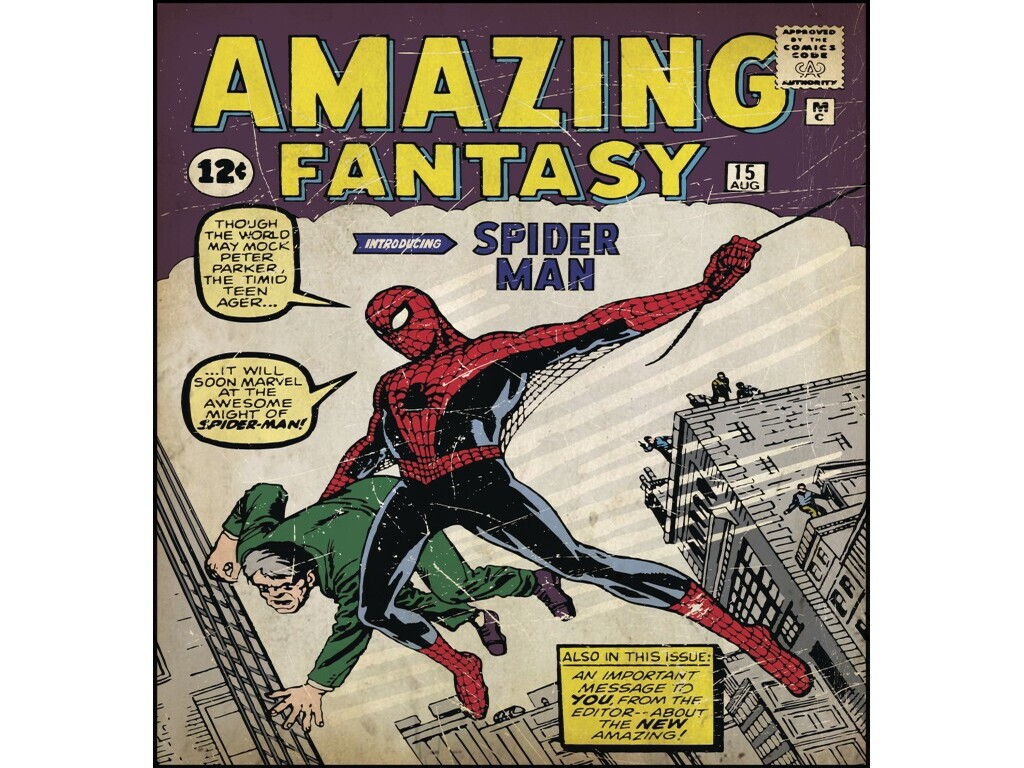 AMAZING
FANTASY
APPROVED
BY THE
COMICS
CODE
CA
AUTHORITY
M
C
12¢
15
AUG
INTRODUCING
SPIDER
MAN
THOUGH
THE WORLD
MAY MOCK
PETER
PARKER,
THE TIMID
TEEN
AGER...
...IT WILL
SOON MARVEL
AT THE
AWESOME
MIGHT OF
SPIDER-MAN!
ALSO IN THIS ISSUE:
AN IMPORTANT
MESSAGE TO
YOU, FROM THE
EDITOR--ABOUT
THE NEW
AMAZING!